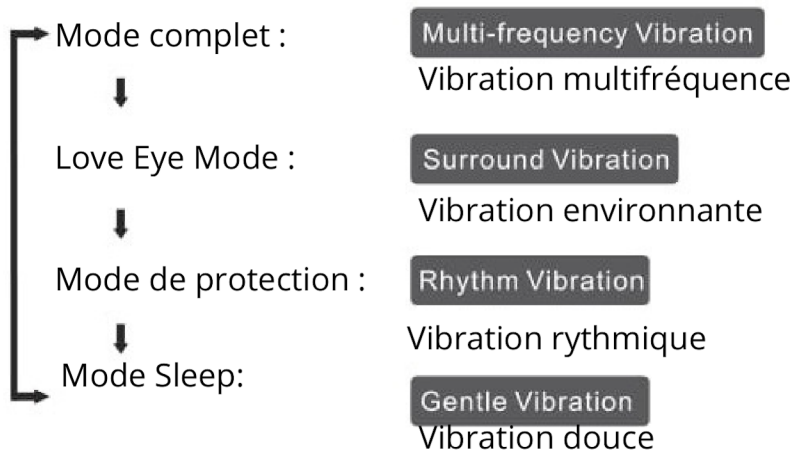 Mode complet :
Multi-frequency Vibration
Vibration multifréquence
Love Eye Mode :
Surround Vibration
Vibration environnante
Mode de protection :
Rhythm Vibration
Vibration rythmique
Mode Sleep:
Gentle Vibration
Vibration douce